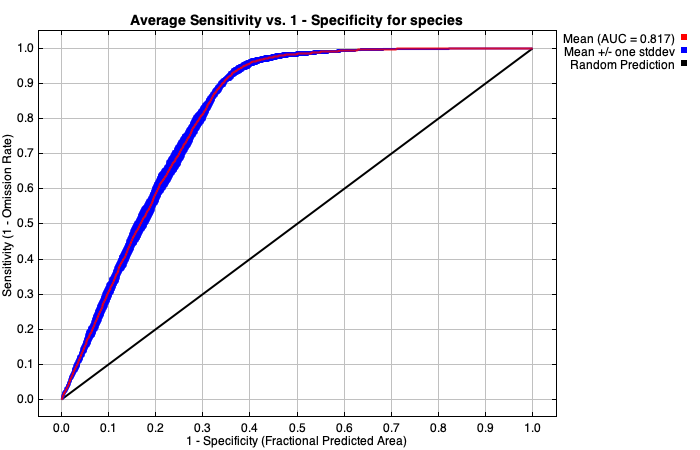 Average Sensitivity vs. 1 - Specificity for species
Mean (AUC = 0.817)
Mean +/- one stddev
Random Prediction
Sensitivity (1 - Omission Rate)
1.0
0.9
0.8
0.7
0.6
0.5
0.4
0.3
0.2
0.1
0.0
0.0 0.1 0.2 0.3 0.4 0.5 0.6 0.7 0.8 0.9 1.0
1 - Specificity (Fractional Predicted Area)